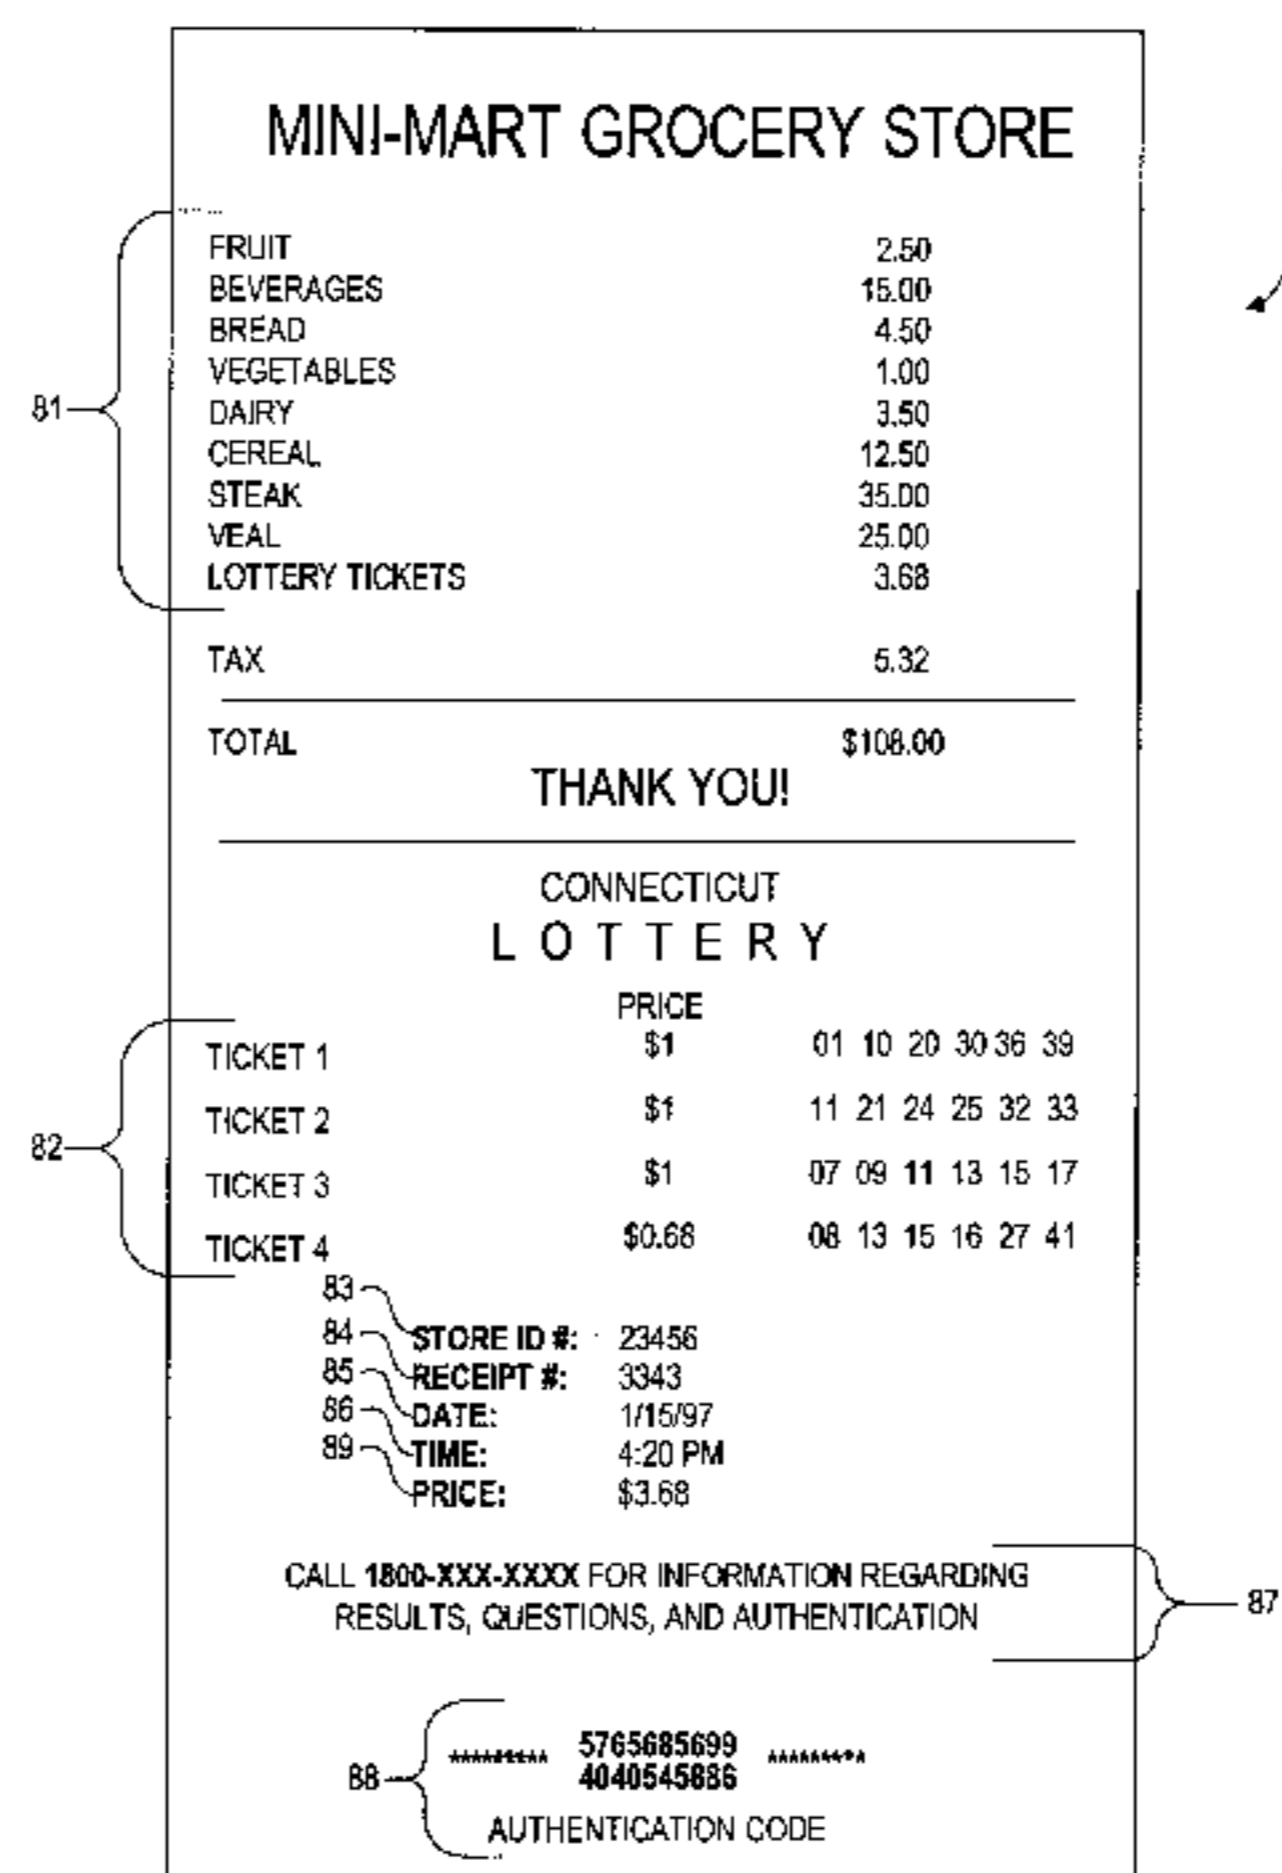 MINI-MART GROCERY STORE
FRUIT 2.50
BEVERAGES 15.00
BREAD 4.50
VEGETABLES 1.00
81 DAIRY 3.50
CEREAL 12.50
STEAK 35.00
VEAL 25.00
LOTTERY TICKETS 3.68
TAX 5.32
TOTAL $108.00
THANK YOU!
CONNECTICUT
LOTTERY
PRICE
TICKET 1 $1 01 10 20 30 36 39
TICKET 2 $1 11 21 24 25 32 33
82
TICKET 3 $1 07 09 11 13 15 17
TICKET 4 $0.68 08 13 15 16 27 41
83
84 STORE ID #: 23456
85 RECEIPT #: 3343
86 DATE: 1/15/97
89 TIME: 4:20 PM
PRICE: $3.68
CALL 1800-XXX-XXXX FOR INFORMATION REGARDING
87
RESULTS, QUESTIONS, AND AUTHENTICATION
********* 5765685699 *********
88 4040545886
AUTHENTICATION CODE